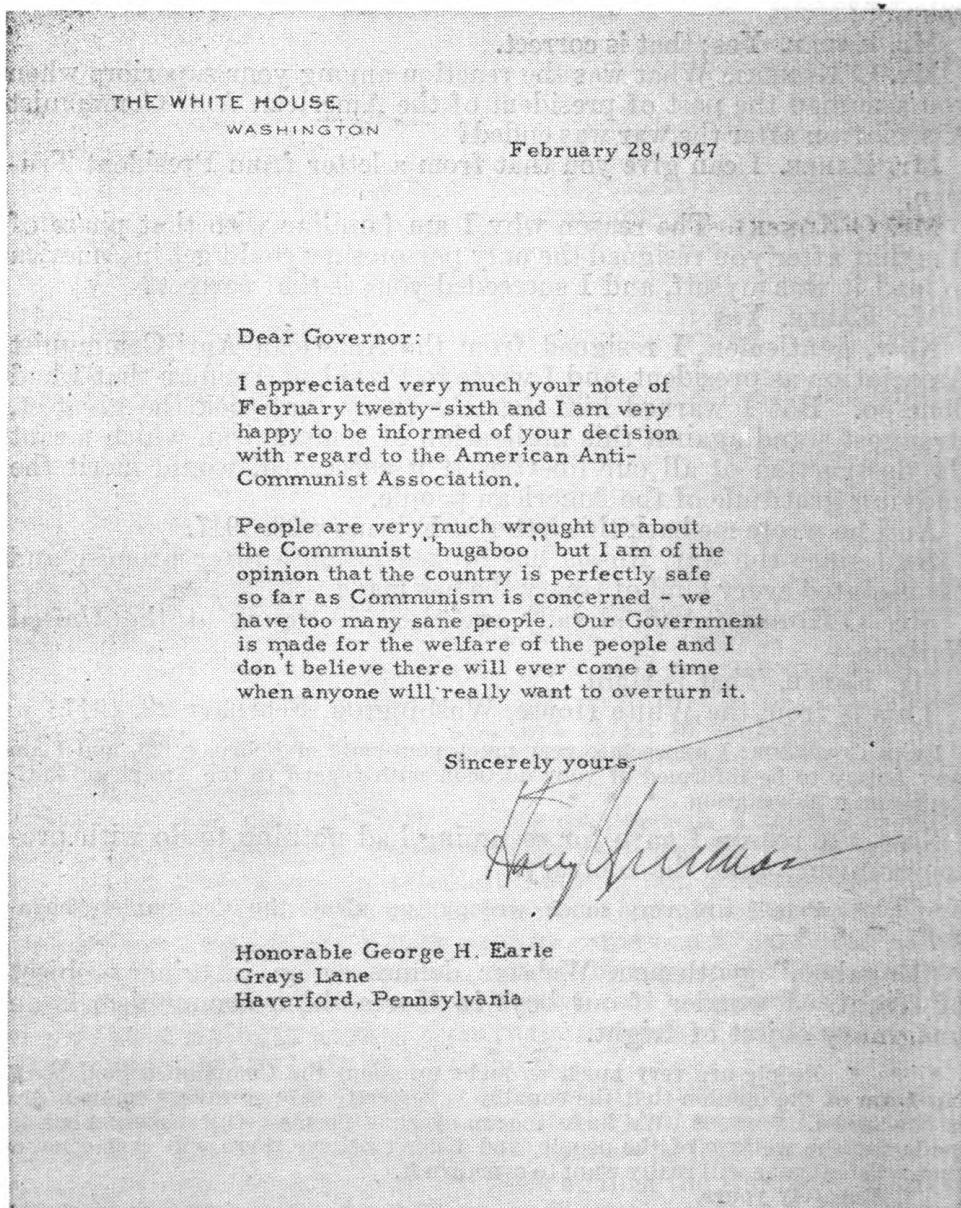 THE WHITE HOUSE
WASHINGTON
February 28, 1947
Dear Governor:
I appreciated very much your note of
February twenty-sixth and I am very
happy to be informed of your decision
with regard to the American Anti-
Communist Association.
People are very much wrought up about
the Communist "bugaboo" but I am of the
opinion that the country is perfectly safe
so far as Communism is concerned - we
have too many sane people. Our Government
is made for the welfare of the people and I
don't believe there will ever come a time
when anyone will really want to overturn it.
Sincerely yours,
Harry Truman
Honorable George H. Earle
Grays Lane
Haverford, Pennsylvania